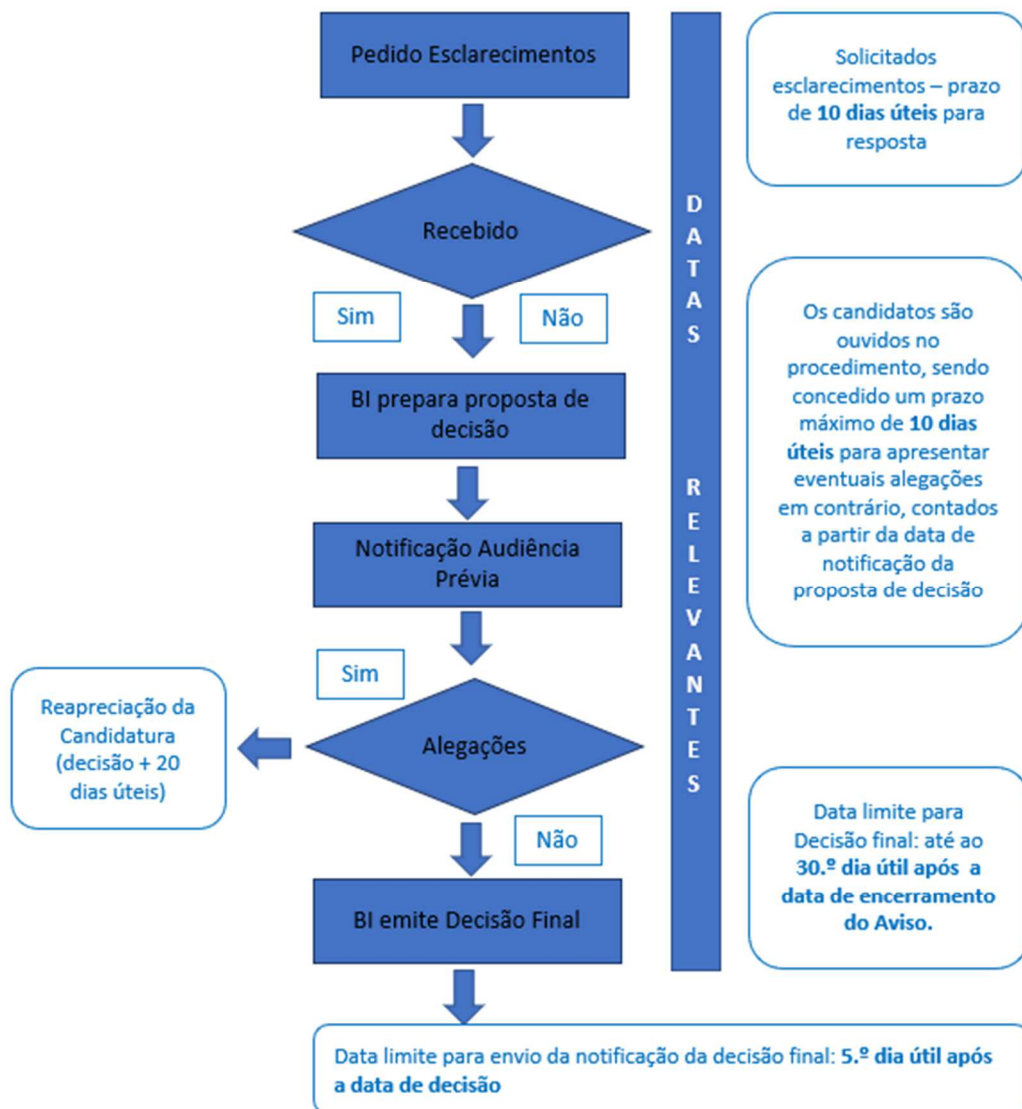 Pedido Esclarecimentos
Solicitados
esclarecimentos – prazo
de 10 dias úteis para
resposta
Recebido
Sim
Não
BI prepara proposta de
decisão
Os candidatos são
ouvidos no
procedimento, sendo
concedido um prazo
máximo de 10 dias
úteis para apresentar
eventuais alegações
em contrário, contados
a partir da data de
notificação da
proposta de decisão
DATAS RELEVANTES
Notificação Audiência
Prévia
Sim
Alegações
Reapreciação da
Candidatura
(decisão + 20
dias úteis)
Não
BI emite Decisão Final
Data limite para
Decisão final: até ao
30.º dia útil após a
data de encerramento
do Aviso.
Data limite para envio da notificação da decisão final: 5.º dia útil após
a data de decisão